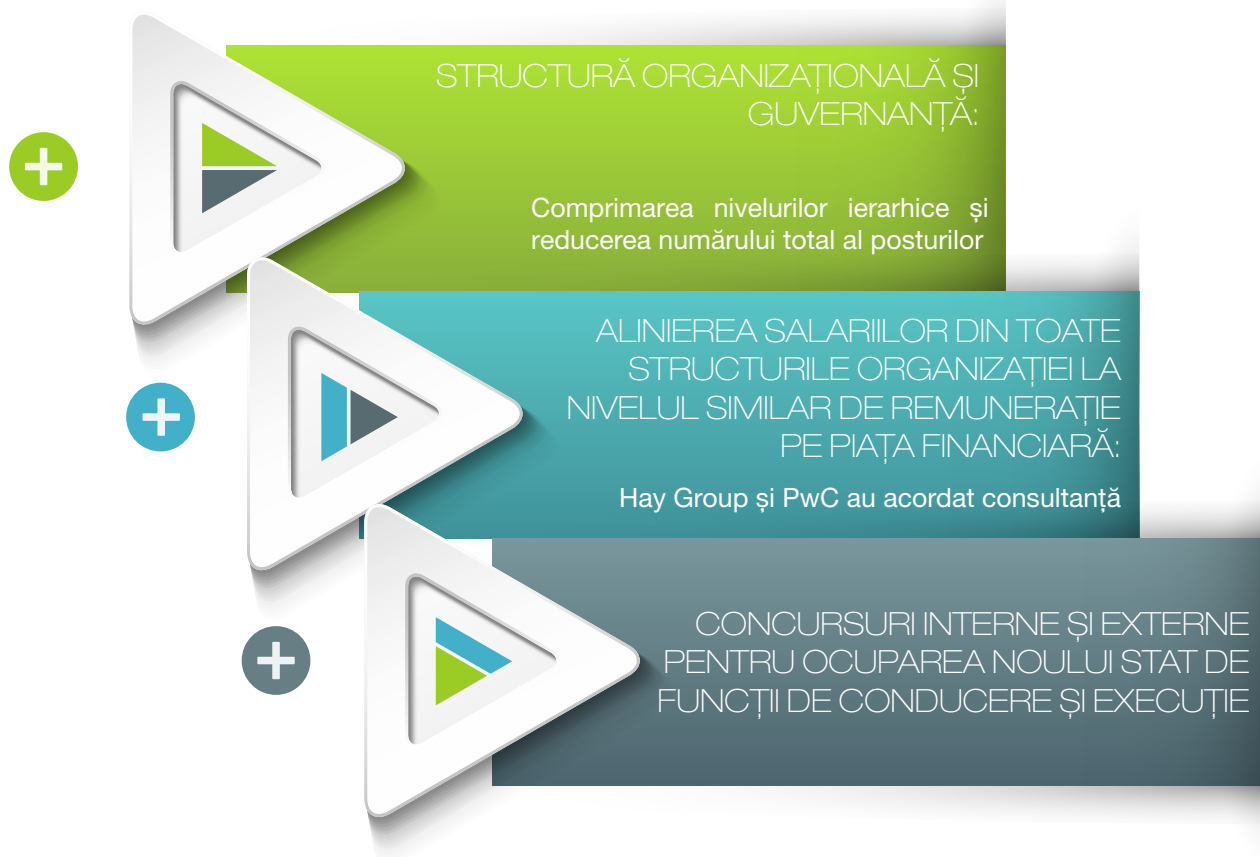 STRUCTURĂ ORGANIZAȚIONALĂ ȘI
GUVERNANȚĂ:
Comprimarea nivelurilor ierarhice și
reducerea numărului total al posturilor
ALINIEREA SALARIILOR DIN TOATE
STRUCTURILE ORGANIZAȚIEI LA
NIVELUL SIMILAR DE REMUNERAȚIE
PE PIAȚA FINANCIARĂ:
Hay Group și PwC au acordat consultanță
CONCURSURI INTERNE ȘI EXTERNE
PENTRU OCUPAREA NOULUI STAT DE
FUNCȚII DE CONDUCERE ȘI EXECUȚIE